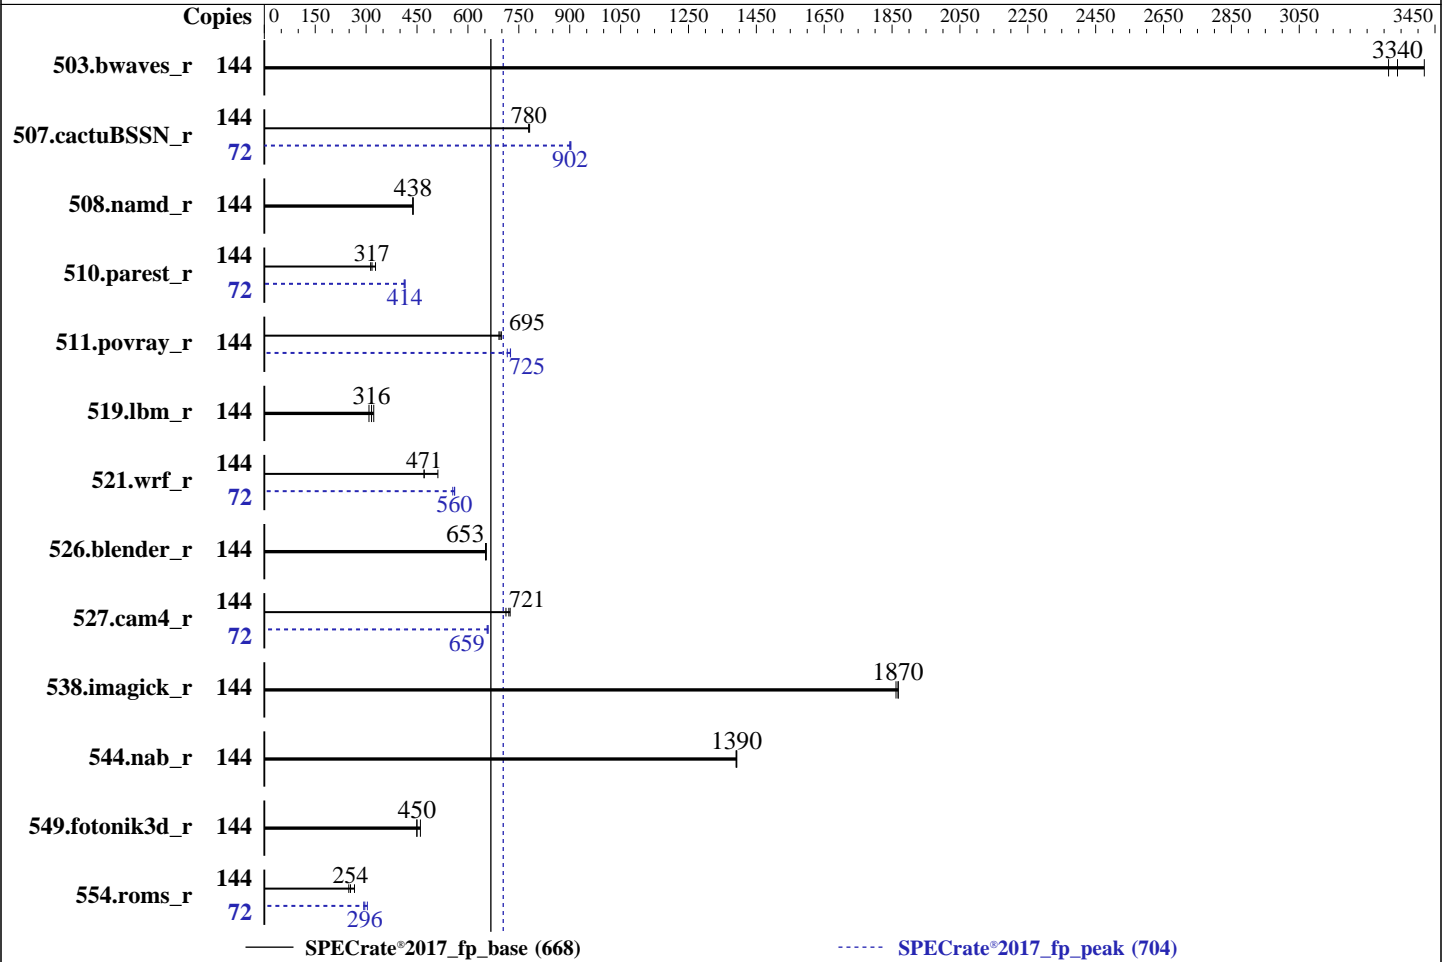 Copies 0 150 300 450 600 750 900 1050 1250 1450 1650 1850 2050 2250 2450 2650 2850 3050 3450
503.bwaves_r 144 3340
507.cactuBSSN_r 144 780
72 902
508.namd_r 144 438
510.parest_r 144 317
72 414
511.povray_r 144 695
725
519.lbm_r 144 316
521.wrf_r 144 471
72 560
526.blender_r 144 653
527.cam4_r 144 721
72 659
538.imagick_r 144 1870
544.nab_r 144 1390
549.fotonik3d_r 144 450
554.roms_r 144 254
72 296
SPECrate®2017_fp_base (668) SPECrate®2017_fp_peak (704)